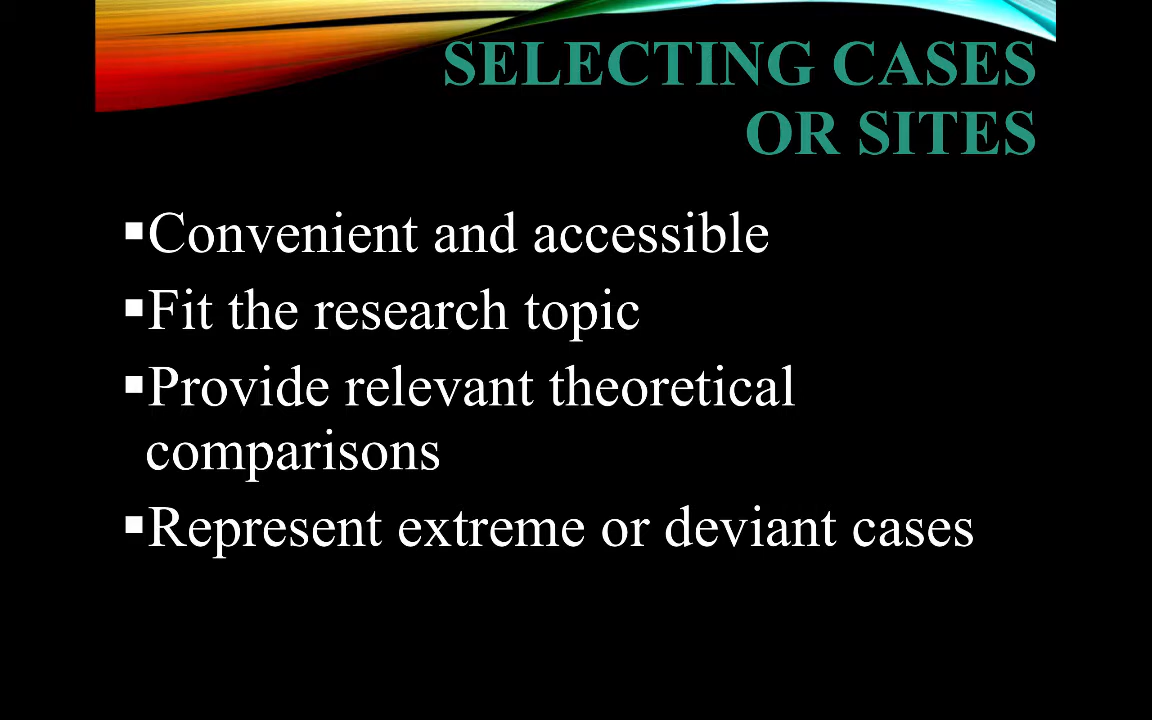 SELECTING CASES
OR SITES
▪Convenient and accessible
▪Fit the research topic
▪Provide relevant theoretical
comparisons
▪Represent extreme or deviant cases